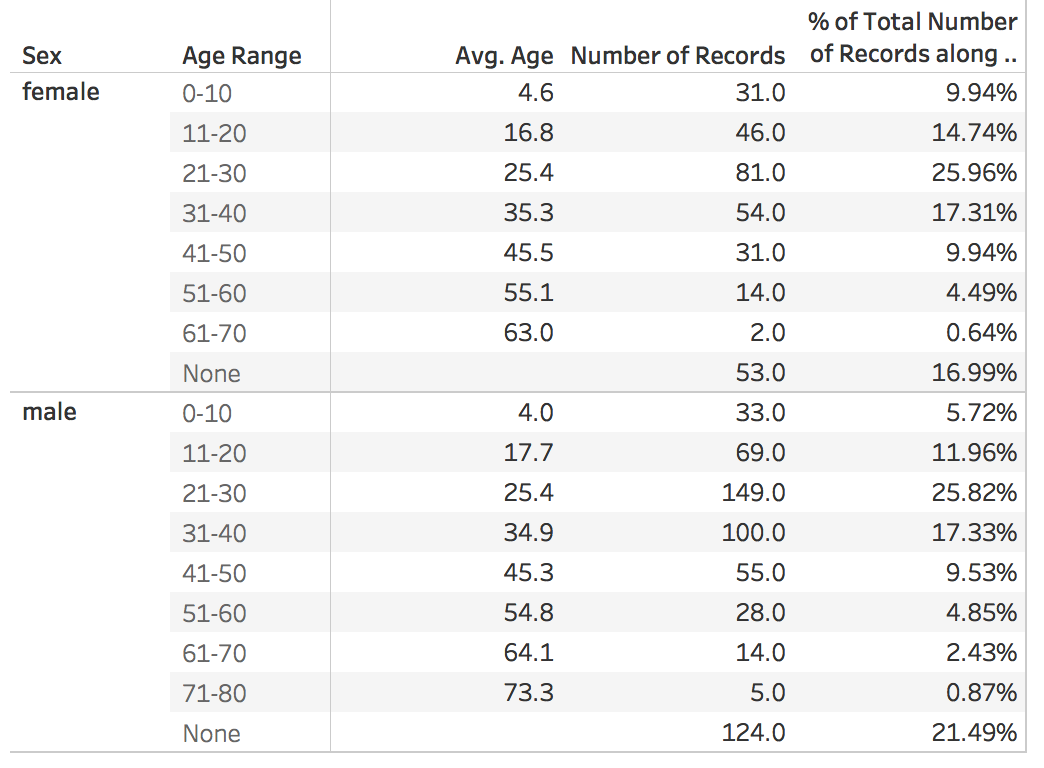 % of Total Number
Sex Age Range Avg. Age Number of Records of Records along ..
female 0-10 4.6 31.0 9.94%
11-20 16.8 46.0 14.74%
21-30 25.4 81.0 25.96%
31-40 35.3 54.0 17.31%
41-50 45.5 31.0 9.94%
51-60 55.1 14.0 4.49%
61-70 63.0 2.0 0.64%
None 53.0 16.99%
male 0-10 4.0 33.0 5.72%
11-20 17.7 69.0 11.96%
21-30 25.4 149.0 25.82%
31-40 34.9 100.0 17.33%
41-50 45.3 55.0 9.53%
51-60 54.8 28.0 4.85%
61-70 64.1 14.0 2.43%
71-80 73.3 5.0 0.87%
None 124.0 21.49%